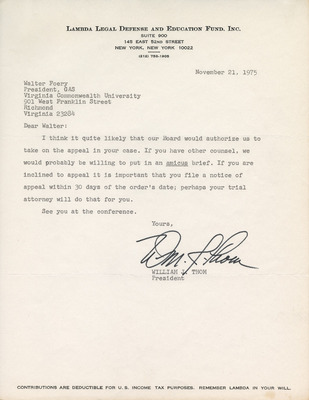 LAMBDA LEGAL DEFENSE AND EDUCATION FUND, INC.
SUITE 900
145 EAST 52ND STREET
NEW YORK, NEW YORK 10022
(212) 758-1905
November 21, 1975
Walter Foery
President, GAS
Virginia Commonwealth University
901 West Franklin Street
Richmond
Virginia 23284
Dear Walter:
I think it quite likely that our Board would authorize us to
take on the appeal in your case. If you have other counsel, we
would probably be willing to put in an amicus brief. If you are
inclined to appeal it is important that you file a notice of
appeal within 30 days of the order's date; perhaps your trial
attorney will do that for you.
See you at the conference.
Yours,
Wm. J. Thom
WILLIAM J. THOM
President
CONTRIBUTIONS ARE DEDUCTIBLE FOR U.S. INCOME TAX PURPOSES. REMEMBER LAMBDA IN YOUR WILL.